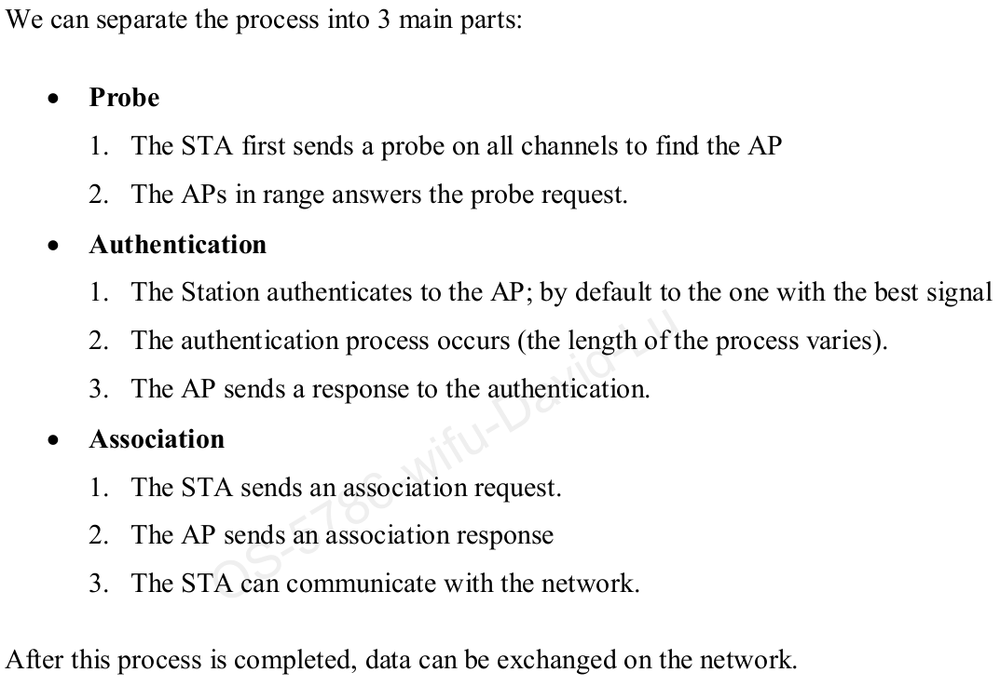 We can separate the process into 3 main parts:
• Probe
1. The STA first sends a probe on all channels to find the AP
2. The APs in range answers the probe request.
• Authentication
1. The Station authenticates to the AP; by default to the one with the best signal
2. The authentication process occurs (the length of the process varies).
3. The AP sends a response to the authentication.
• Association
1. The STA sends an association request.
2. The AP sends an association response
3. The STA can communicate with the network.
After this process is completed, data can be exchanged on the network.
OS-5786-wifu-David-Lu